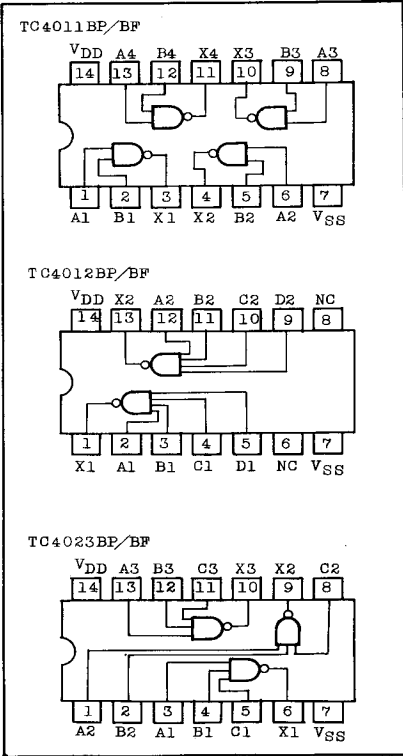 TC4011BP/BF
VDD A4 B4 X4 X3 B3 A3
14 13 12 11 10 9 8
1 2 3 4 5 6 7
A1 B1 X1 X2 B2 A2 VSS
TC4012BP/BF
VDD X2 A2 B2 C2 D2 NC
14 13 12 11 10 9 8
1 2 3 4 5 6 7
X1 A1 B1 C1 D1 NC VSS
TC4023BP/BF
VDD A3 B3 C3 X3 X2 C2
14 13 12 11 10 9 8
1 2 3 4 5 6 7
A2 B2 A1 B1 C1 X1 VSS